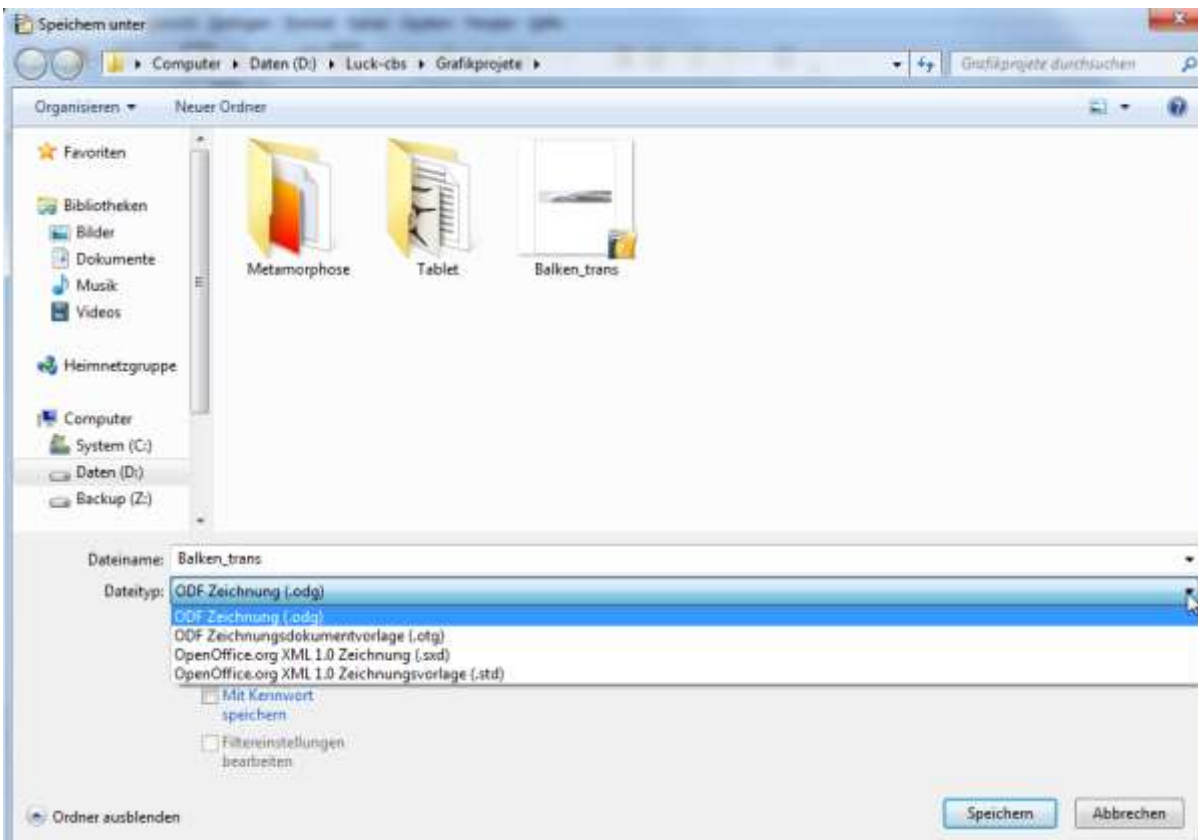 Speichern unter
Computer ▸ Daten (D:) ▸ Luck-cbs ▸ Grafikprojete ▸
Grafikprojete durchsuchen
Organisieren
Neuer Ordner
Favoriten
Bibliotheken
Bilder
Dokumente
Musik
Videos
Heimnetzgruppe
Computer
System (C:)
Daten (D:)
Backup (Z:)
Metamorphose
Tablet
Balken_trans
Dateiname: Balken_trans
Dateityp: ODF Zeichnung (.odg)
ODF Zeichnung (.odg)
ODF Zeichnungsdokumentvorlage (.otg)
OpenOffice.org XML 1.0 Zeichnung (.sxd)
OpenOffice.org XML 1.0 Zeichnungsvorlage (.std)
Mit Kennwort
speichern
Filtereinstellungen
bearbeiten
Ordner ausblenden
Speichern
Abbrechen